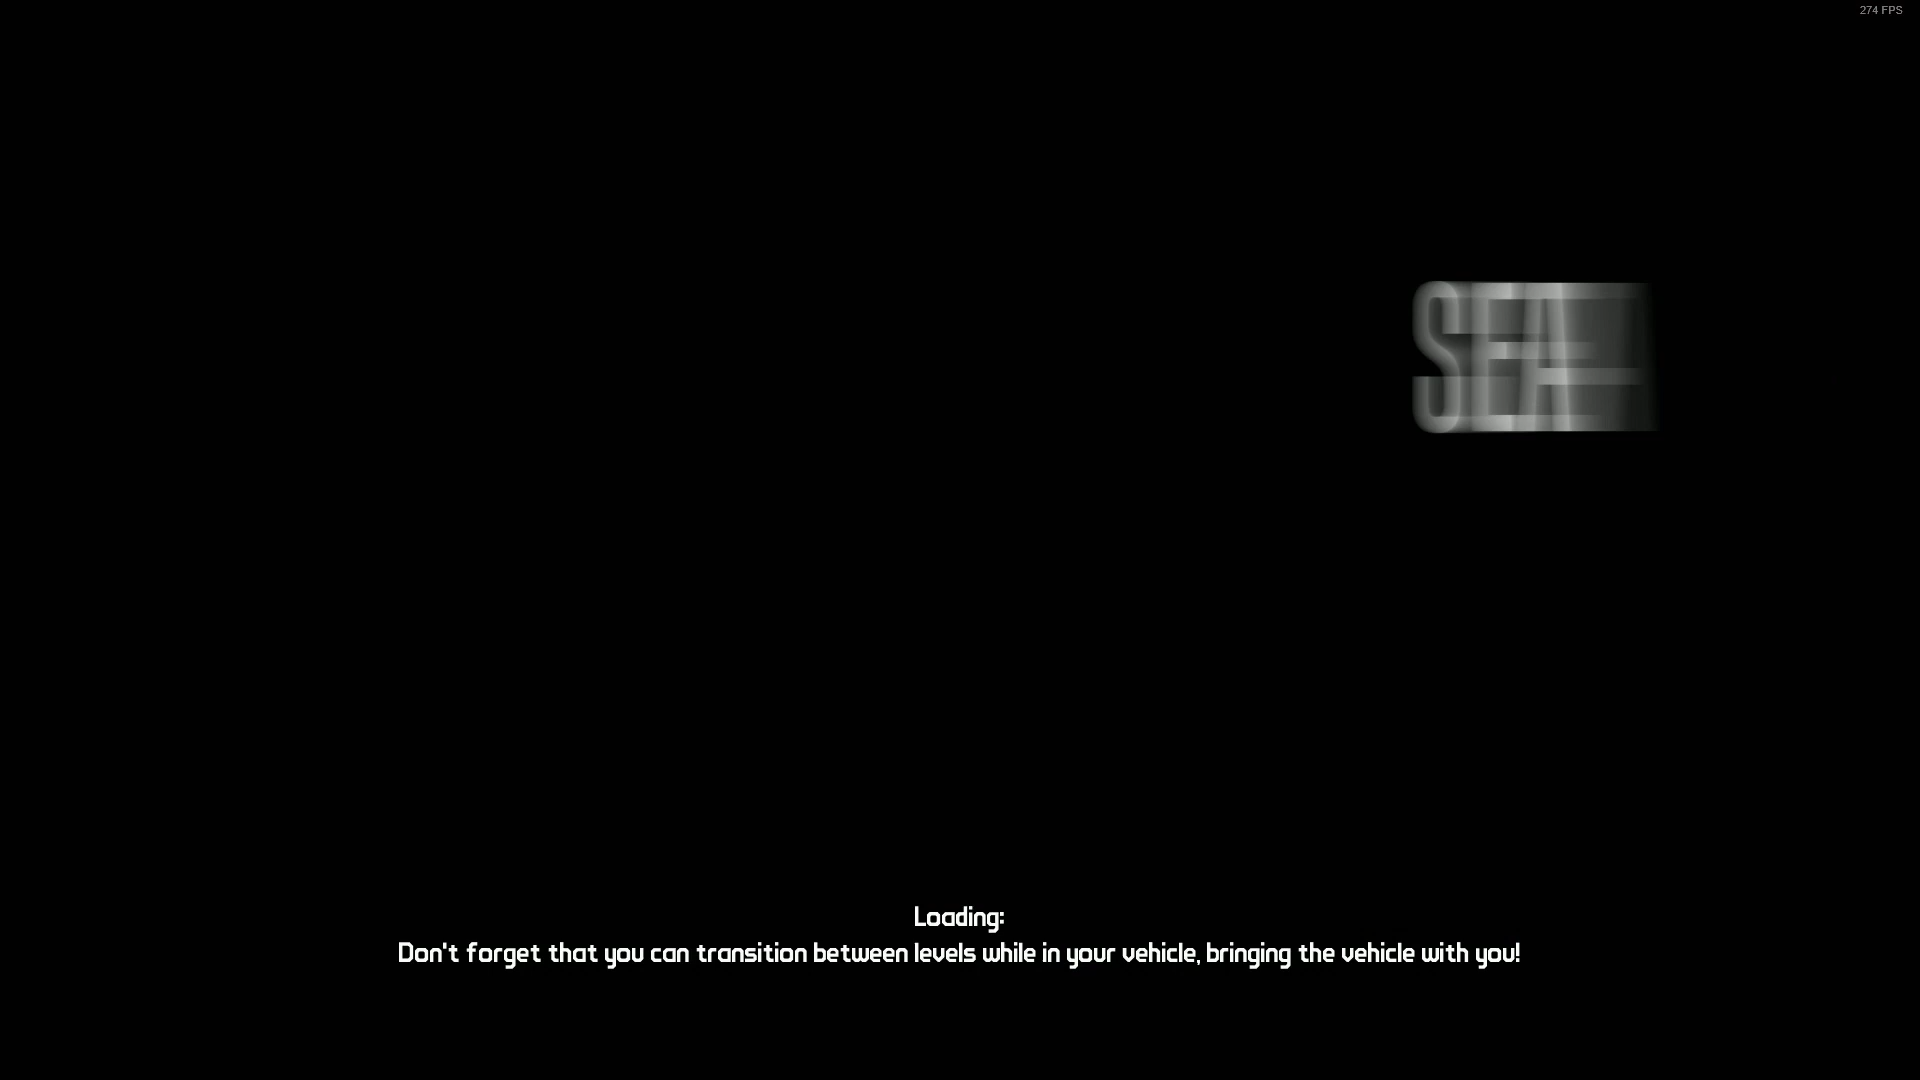 274 FPS
SEA
Loading:
Don't forget that you can transition between levels while in your vehicle, bringing the vehicle with you!